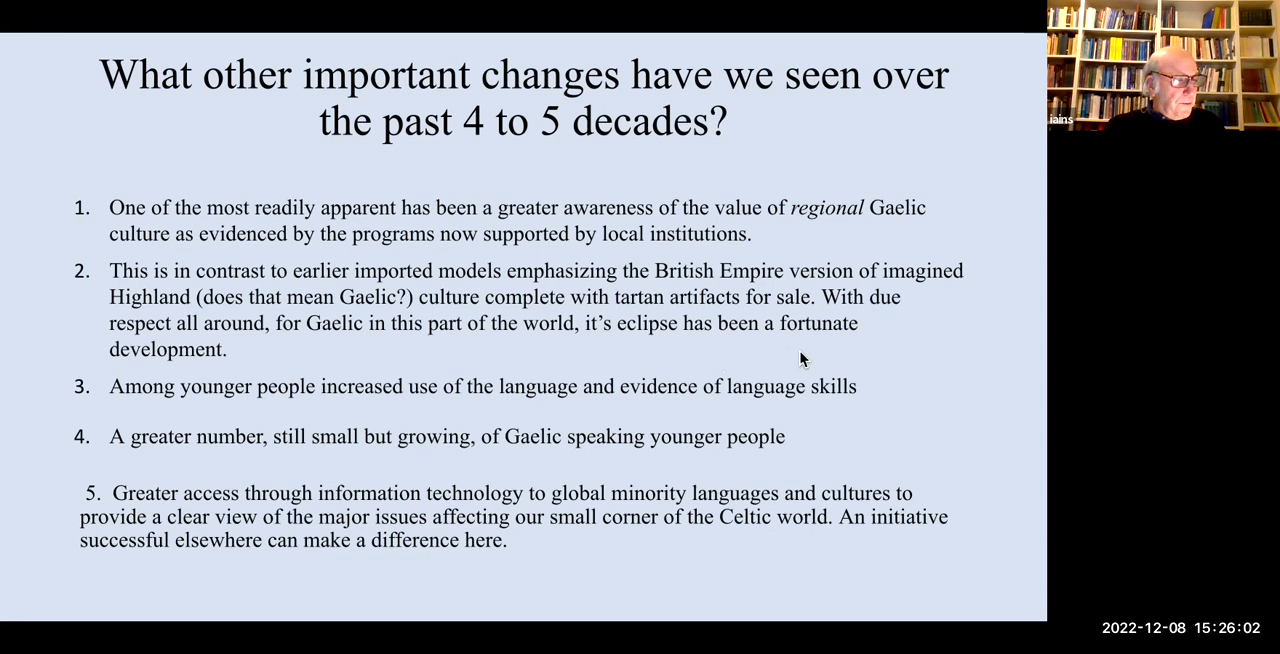 What other important changes have we seen over
the past 4 to 5 decades?
1. One of the most readily apparent has been a greater awareness of the value of regional Gaelic
culture as evidenced by the programs now supported by local institutions.
2. This is in contrast to earlier imported models emphasizing the British Empire version of imagined
Highland (does that mean Gaelic?) culture complete with tartan artifacts for sale. With due
respect all around, for Gaelic in this part of the world, it’s eclipse has been a fortunate
development.
3. Among younger people increased use of the language and evidence of language skills
4. A greater number, still small but growing, of Gaelic speaking younger people
5. Greater access through information technology to global minority languages and cultures to
provide a clear view of the major issues affecting our small corner of the Celtic world. An initiative
successful elsewhere can make a difference here.
iains
2022-12-08 15:26:02